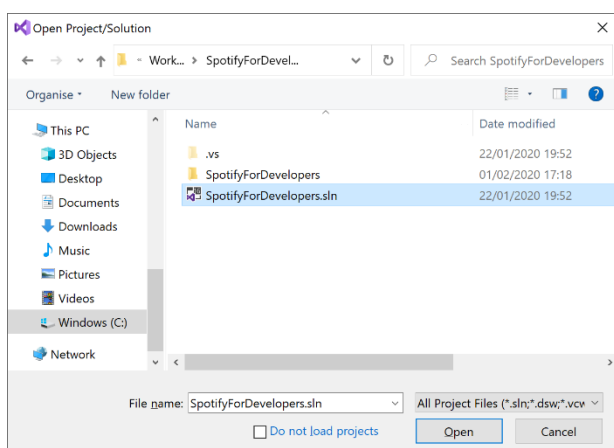 Open Project/Solution
« Work... > SpotifyForDevel...
Search SpotifyForDevelopers
Organise
New folder
Name
Date modified
This PC
3D Objects
Desktop
Documents
Downloads
Music
Pictures
Videos
Windows (C:)
Network
.vs 22/01/2020 19:52
SpotifyForDevelopers 01/02/2020 17:18
SpotifyForDevelopers.sln 22/01/2020 19:52
File name: SpotifyForDevelopers.sln
All Project Files (*.sln;*.dsw;*.vcw
Do not load projects
Open
Cancel